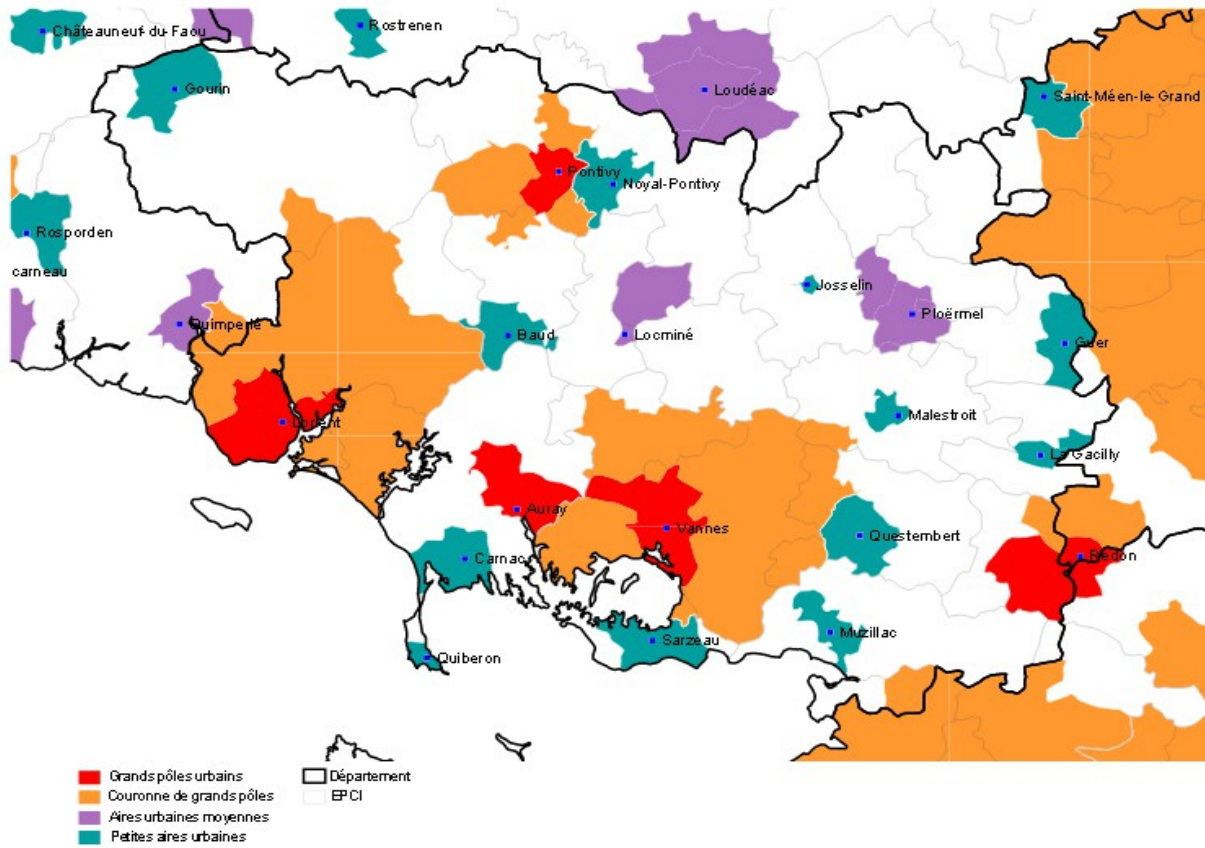 Châteauneuf-du-Faou
Rostrenen
Gourin
Loudéac
Saint-Méen-le-Grand
Pontivy
Noyal-Pontivy
Rosporden
carneau
Josselin
Quimperlé
Ploërmel
Baud
Locminé
Guer
Lorient
Malestroit
La Gacilly
Auray
Vannes
Questembert
Carnac
Redon
Muzillac
Sarzeau
Quiberon
Grands pôles urbains
Département
Couronne de grands pôles
EPCI
Aires urbaines moyennes
Petites aires urbaines